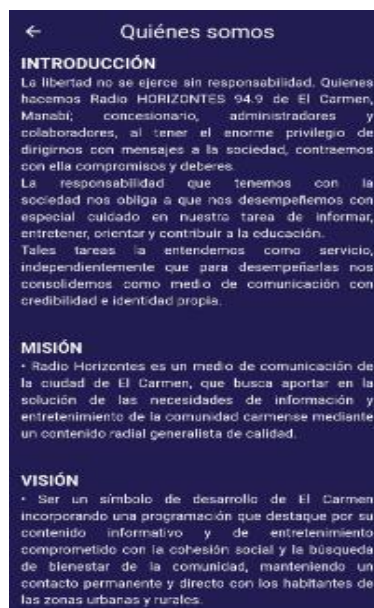 Quiénes somos
INTRODUCCIÓN
La libertad no se ejerce sin responsabilidad. Quienes
hacemos Radio HORIZONTES 94.9 de El Carmen,
Manabí; concesionario, administradores y
colaboradores, al tener el enorme privilegio de
dirigirnos con mensajes a la sociedad, contraemos
con ella compromisos y deberes.
La responsabilidad que tenemos con la
sociedad nos obliga a que nos desempeñemos con
especial cuidado en nuestra tarea de informar,
entretener, orientar y contribuir a la educación.
Tales tareas la entendemos como servicio,
independientemente que para desempeñarlas nos
consolidemos como medio de comunicación con
credibilidad e identidad propia.
MISIÓN
• Radio Horizontes es un medio de comunicación de
la ciudad de El Carmen, que busca aportar en la
solución de las necesidades de información y
entretenimiento de la comunidad carmense mediante
un contenido radial generalista de calidad.
VISIÓN
• Ser un símbolo de desarrollo de El Carmen
incorporando una programación que destaque por su
contenido informativo y de entretenimiento
comprometido con la cohesión social y la búsqueda
de bienestar de la comunidad, manteniendo un
contacto permanente y directo con los habitantes de
las zonas urbanas y rurales.